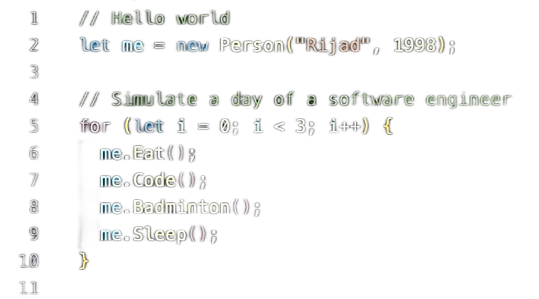 1 // Hello world
2 let me = new Person("Rijad", 1998);
3
4 // Simulate a day of a software engineer
5 for (let i = 0; i < 3; i++) {
6 me.Eat();
7 me.Code();
8 me.Badminton();
9 me.Sleep();
10 }
11